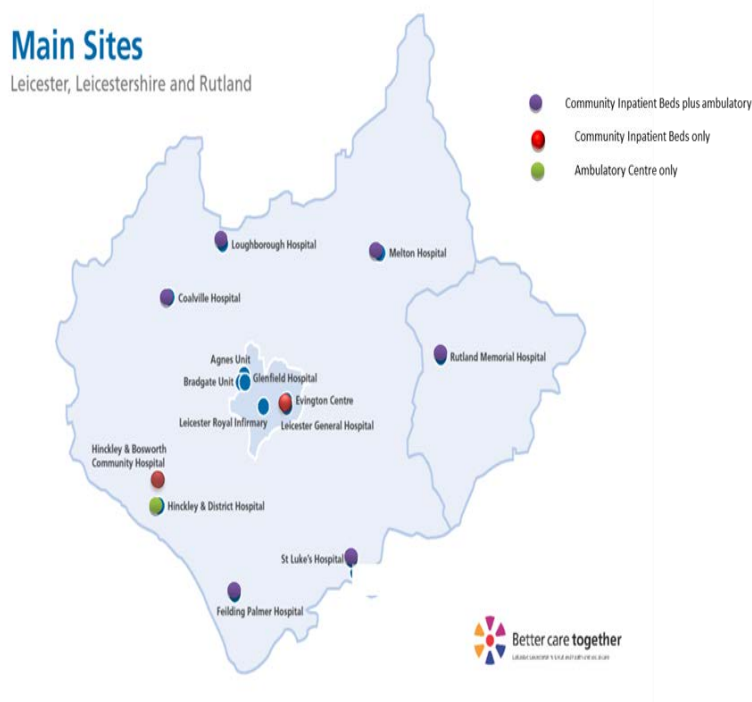 Main Sites
Leicester, Leicestershire and Rutland
Community Inpatient Beds plus ambulatory
Community Inpatient Beds only
Ambulatory Centre only
Loughborough Hospital
Melton Hospital
Coalville Hospital
Rutland Memorial Hospital
Agnes Unit
Bradgate Unit
Glenfield Hospital
Evington Centre
Leicester Royal Infirmary
Leicester General Hospital
Hinckley & Bosworth
Community Hospital
Hinckley & District Hospital
St Luke's Hospital
Feilding Palmer Hospital
Better care together